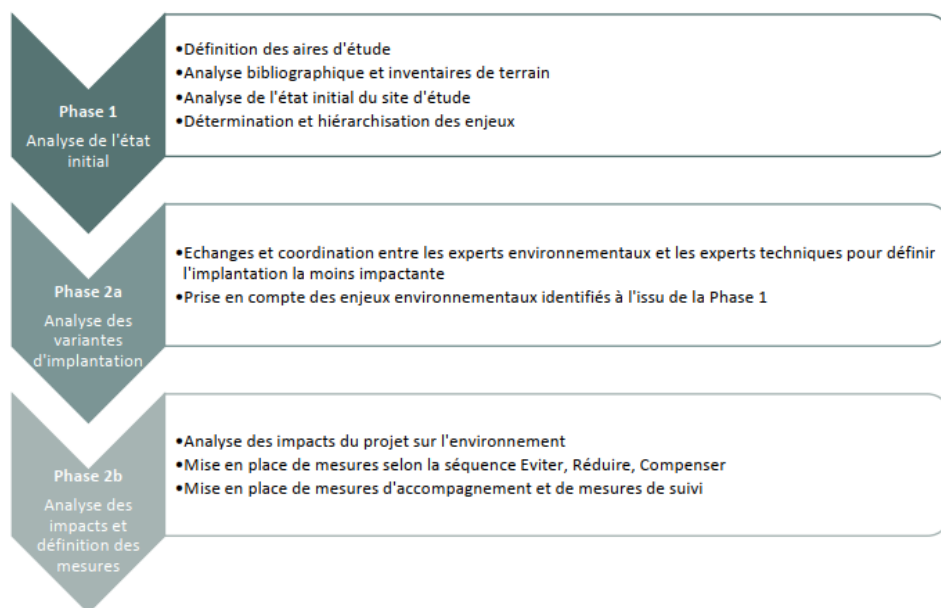 Phase 1
Analyse de l'état
initial
•Définition des aires d'étude
•Analyse bibliographique et inventaires de terrain
•Analyse de l'état initial du site d'étude
•Détermination et hiérarchisation des enjeux
Phase 2a
Analyse des
variantes
d'implantation
•Echanges et coordination entre les experts environnementaux et les experts techniques pour définir
l'implantation la moins impactante
•Prise en compte des enjeux environnementaux identifiés à l'issu de la Phase 1
Phase 2b
Analyse des
impacts et
définition des
mesures
•Analyse des impacts du projet sur l'environnement
•Mise en place de mesures selon la séquence Eviter, Réduire, Compenser
•Mise en place de mesures d'accompagnement et de mesures de suivi